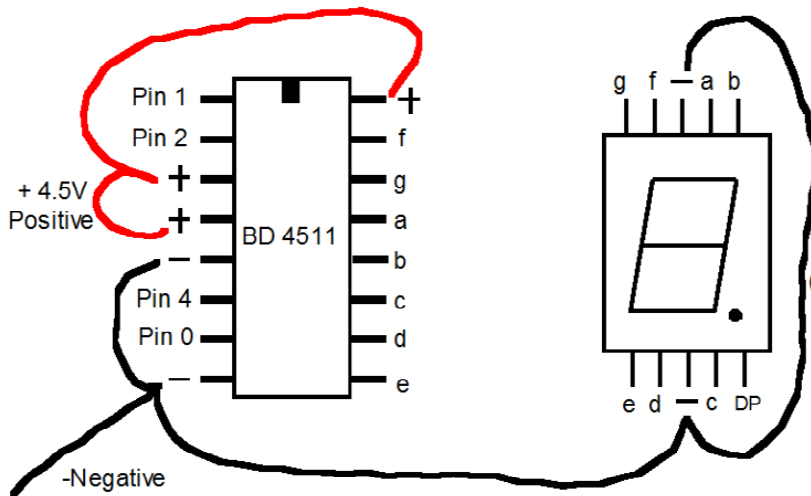 g f – a b
Pin 1 +
Pin 2 f
+ g
+ 4.5V
Positive
+ a
BD 4511
– b
Pin 4 c
Pin 0 d
– e
e d – c DP
-Negative